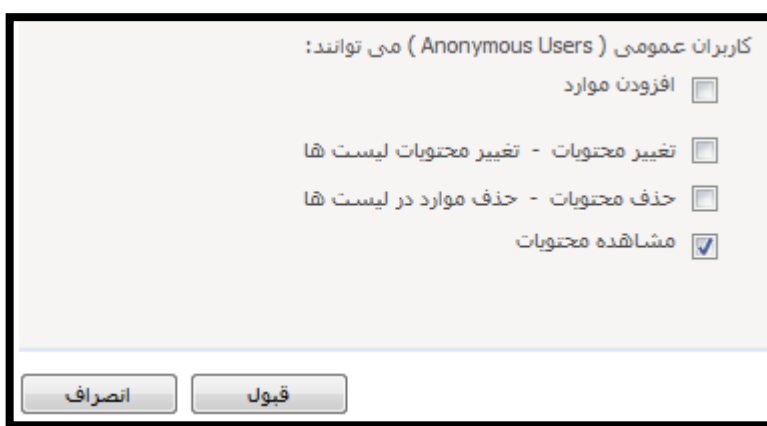 کاربران عمومی ( Anonymous Users ) می توانند:
افزودن موارد
تغییر محتویات - تغییر محتویات لیست ها
حذف محتویات - حذف موارد در لیست ها
مشاهده محتویات
قبول
انصراف